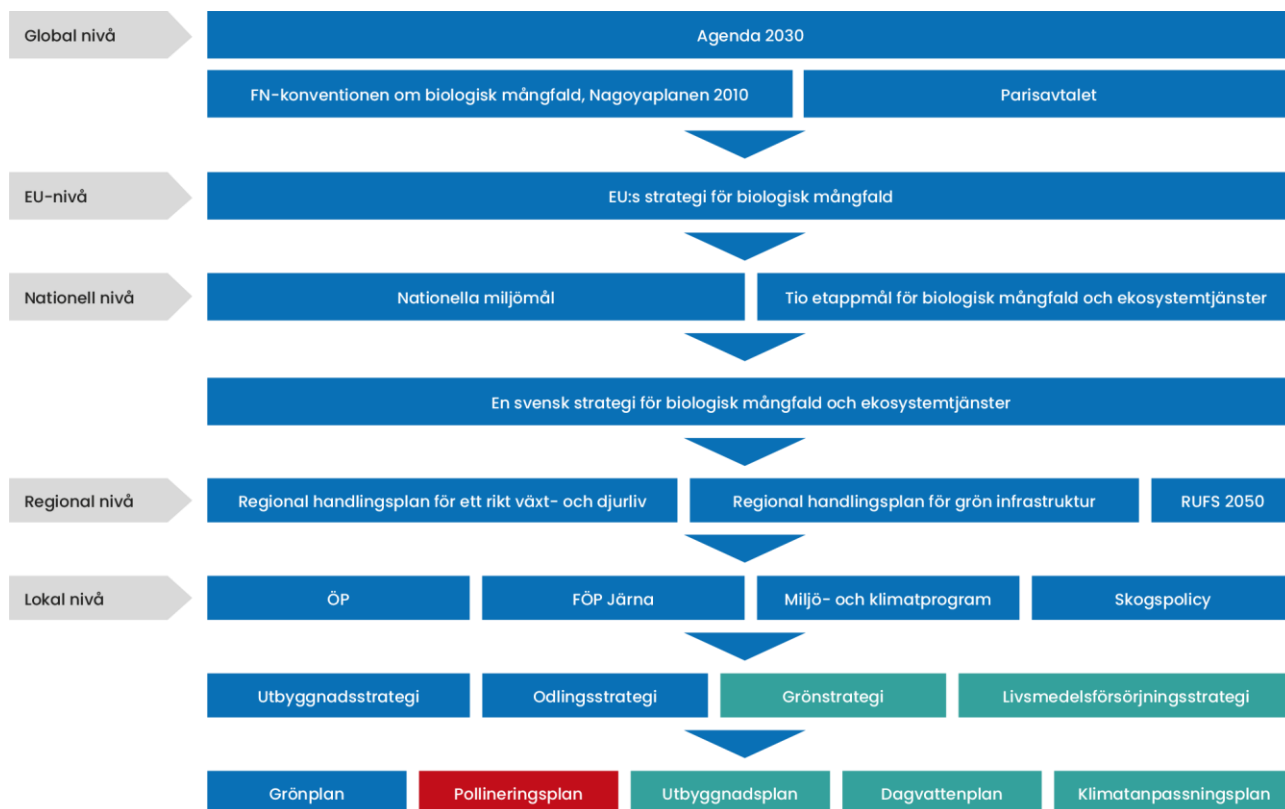 Global nivå
Agenda 2030
FN-konventionen om biologisk mångfald, Nagoyaplanen 2010
Parisavtalet
EU-nivå
EU:s strategi för biologisk mångfald
Nationell nivå
Nationella miljömål
Tio etappmål för biologisk mångfald och ekosystemtjänster
En svensk strategi för biologisk mångfald och ekosystemtjänster
Regional nivå
Regional handlingsplan för ett rikt växt- och djurliv
Regional handlingsplan för grön infrastruktur
RUFS 2050
Lokal nivå
ÖP
FÖP Järna
Miljö- och klimatprogram
Skogspolicy
Utbyggnadsstrategi
Odlingsstrategi
Grönstrategi
Livsmedelsförsörjningsstrategi
Grönplan
Pollineringsplan
Utbyggnadsplan
Dagvattenplan
Klimatanpassningsplan